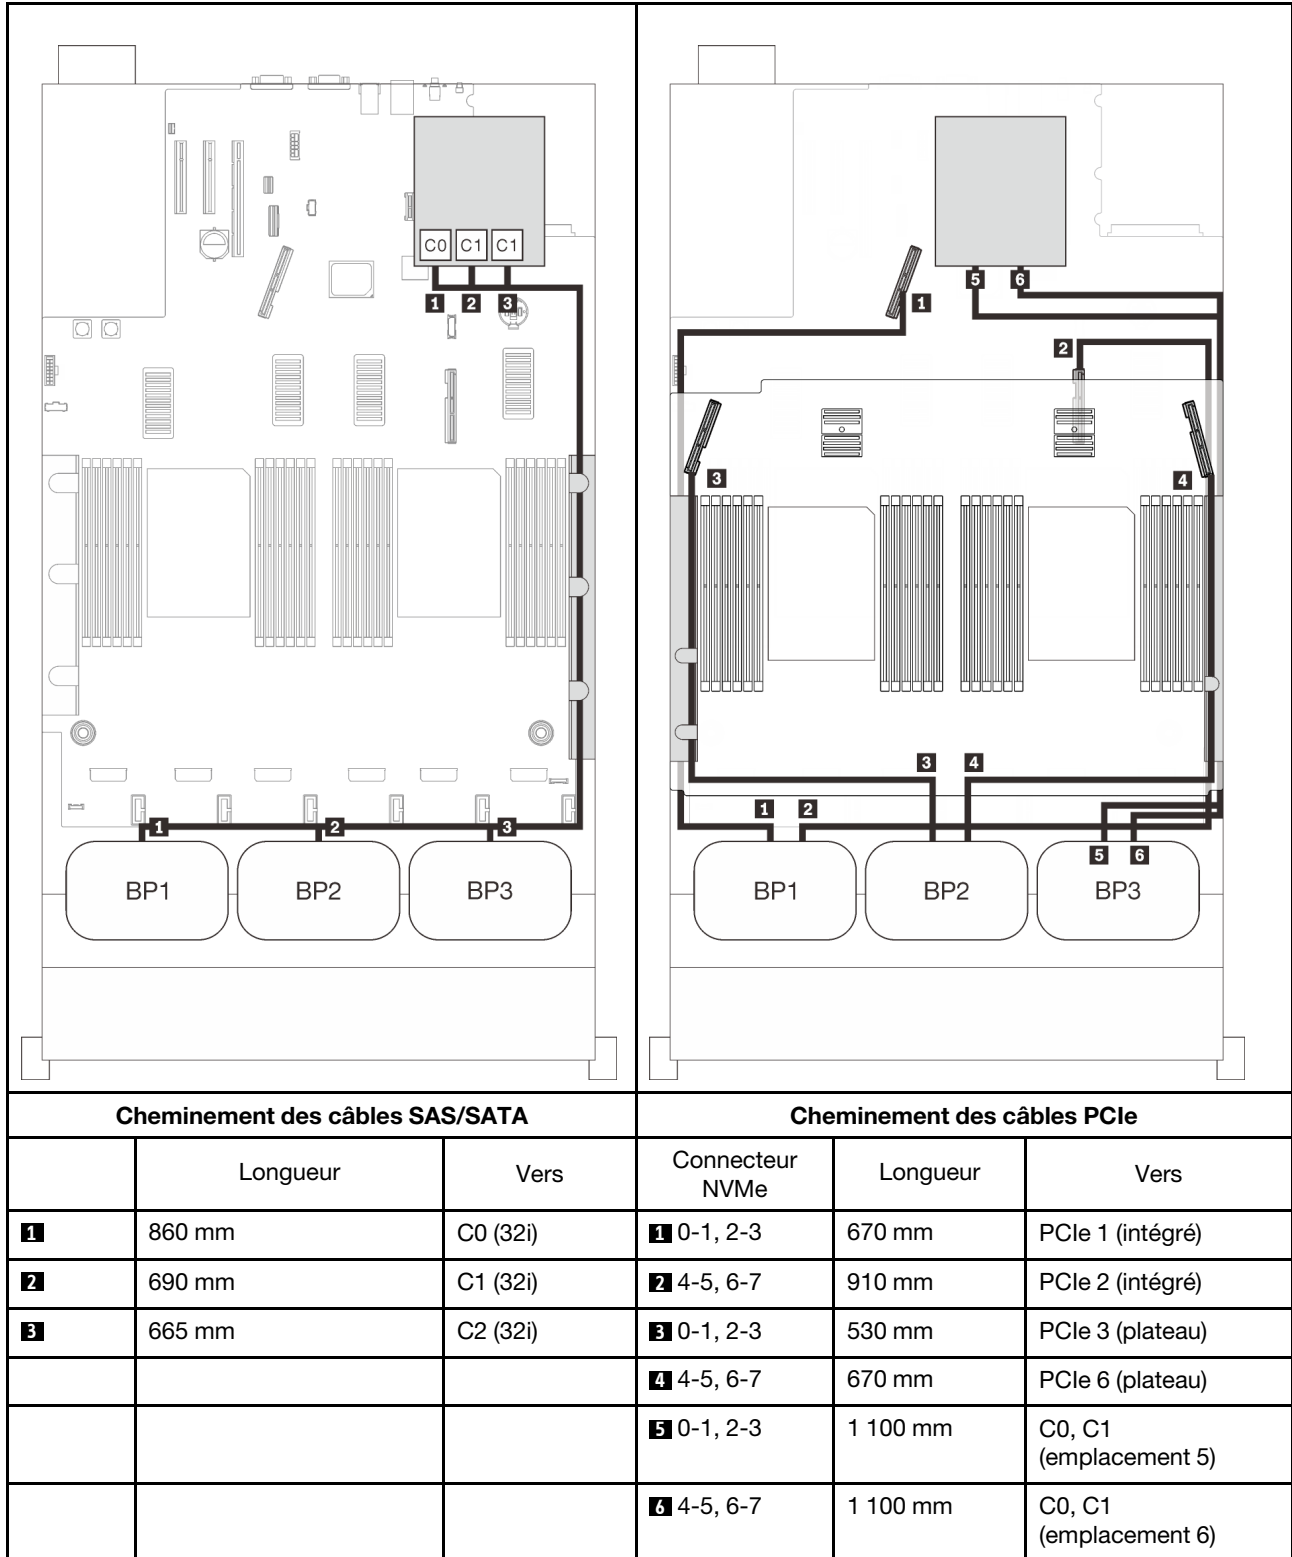 C0 C1 C1
1 2 3
1 2 3
BP1 BP2 BP3
5 6
1
2
3 4
3 4
1 2
5 6
BP1 BP2 BP3
Cheminement des câbles SAS/SATA
Cheminement des câbles PCIe
Longueur
Vers
Connecteur
NVMe
Longueur
Vers
1 860 mm C0 (32i) 1 0-1, 2-3 670 mm PCIe 1 (intégré)
2 690 mm C1 (32i) 2 4-5, 6-7 910 mm PCIe 2 (intégré)
3 665 mm C2 (32i) 3 0-1, 2-3 530 mm PCIe 3 (plateau)
4 4-5, 6-7 670 mm PCIe 6 (plateau)
5 0-1, 2-3 1 100 mm C0, C1
(emplacement 5)
6 4-5, 6-7 1 100 mm C0, C1
(emplacement 6)